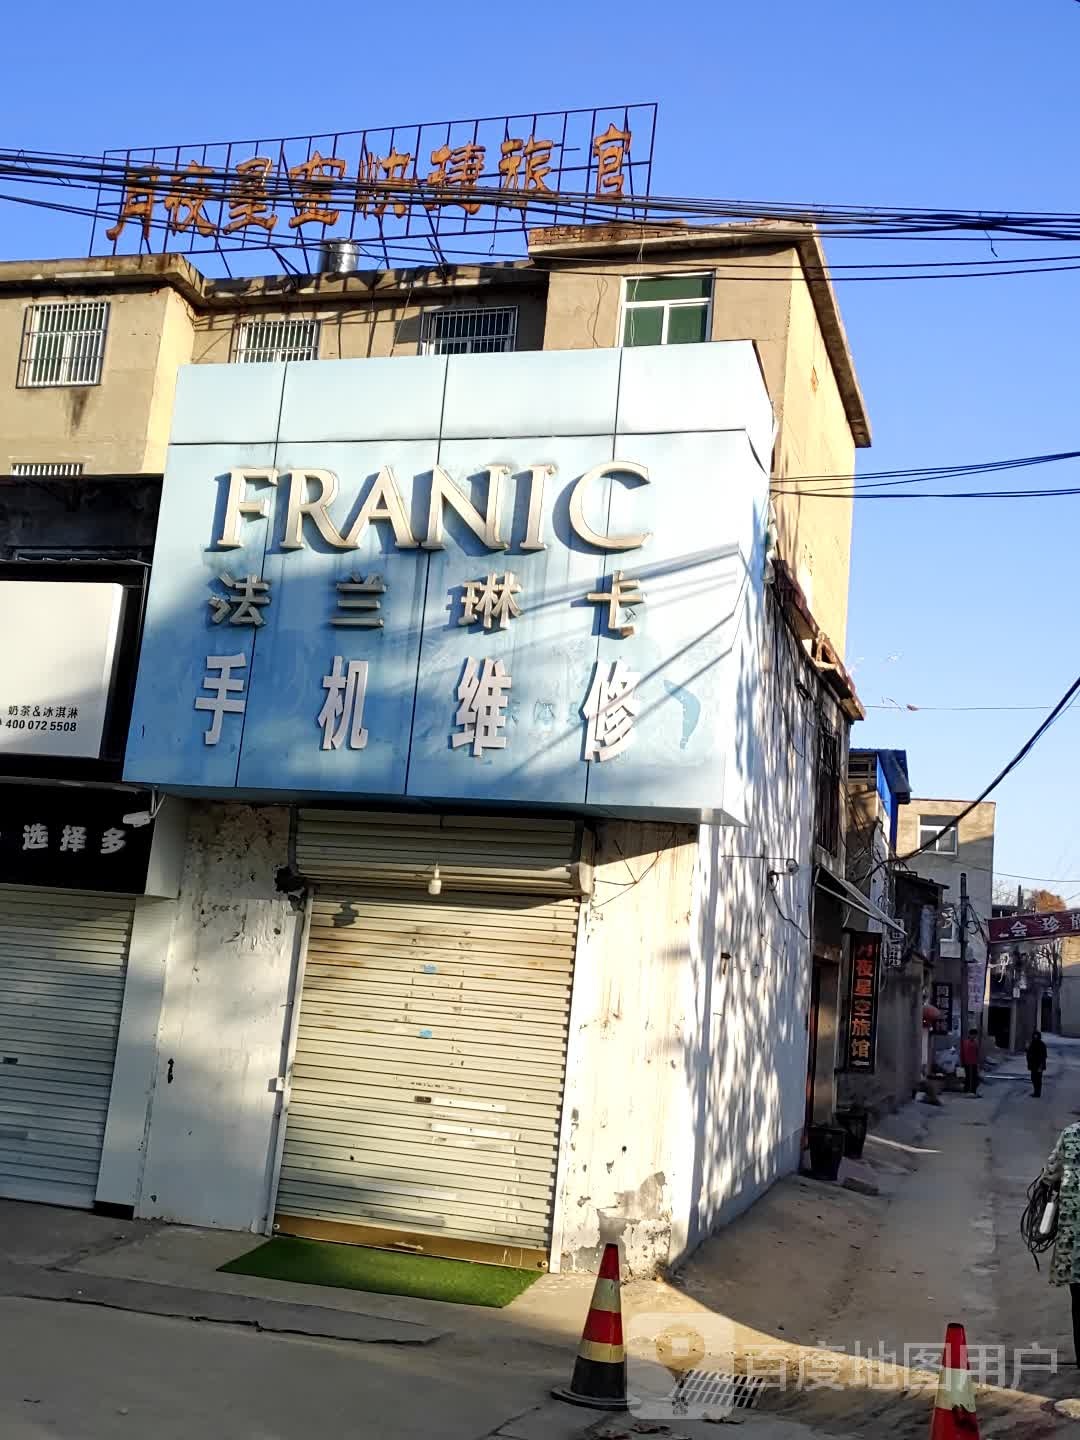 月夜星空快捷旅官
FRANIC
法兰琳卡
手机维修
奶茶&冰淇淋
400 072 5508
选择多
夜星空旅馆
会珍
百度地图用户